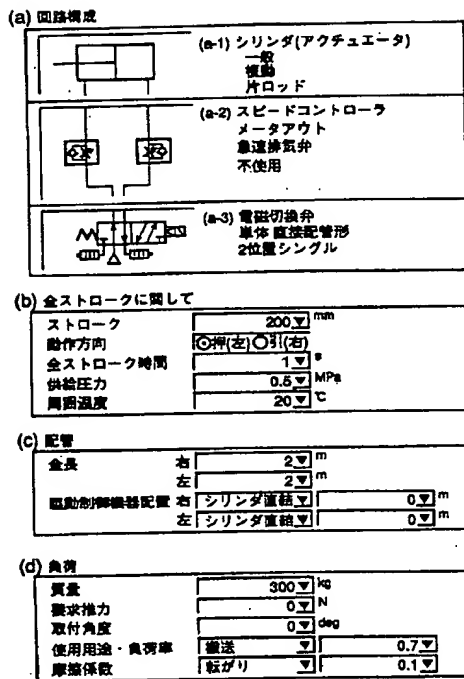 (a) 回路構成
(a-1) シリンダ(アクチュエータ)
一般
複動
片ロッド
(a-2) スピードコントローラ
メータアウト
急速排気弁
不使用
(a-3) 電磁切換弁
単体 直接配管形
2位置シングル
(b) 全ストロークに関して
ストローク 200 mm
動作方向 押(左) 引(右)
全ストローク時間 1 s
供給圧力 0.5 MPa
周囲温度 20 ℃
(c) 配管
全長 右 2 m
左 2 m
駆動制御機器配置 右 シリンダ直結 0 m
左 シリンダ直結 0 m
(d) 負荷
質量 300 kg
要求推力 0 N
取付角度 0 deg
使用用途・負荷率 搬送 0.7
摩擦係数 転がり 0.1